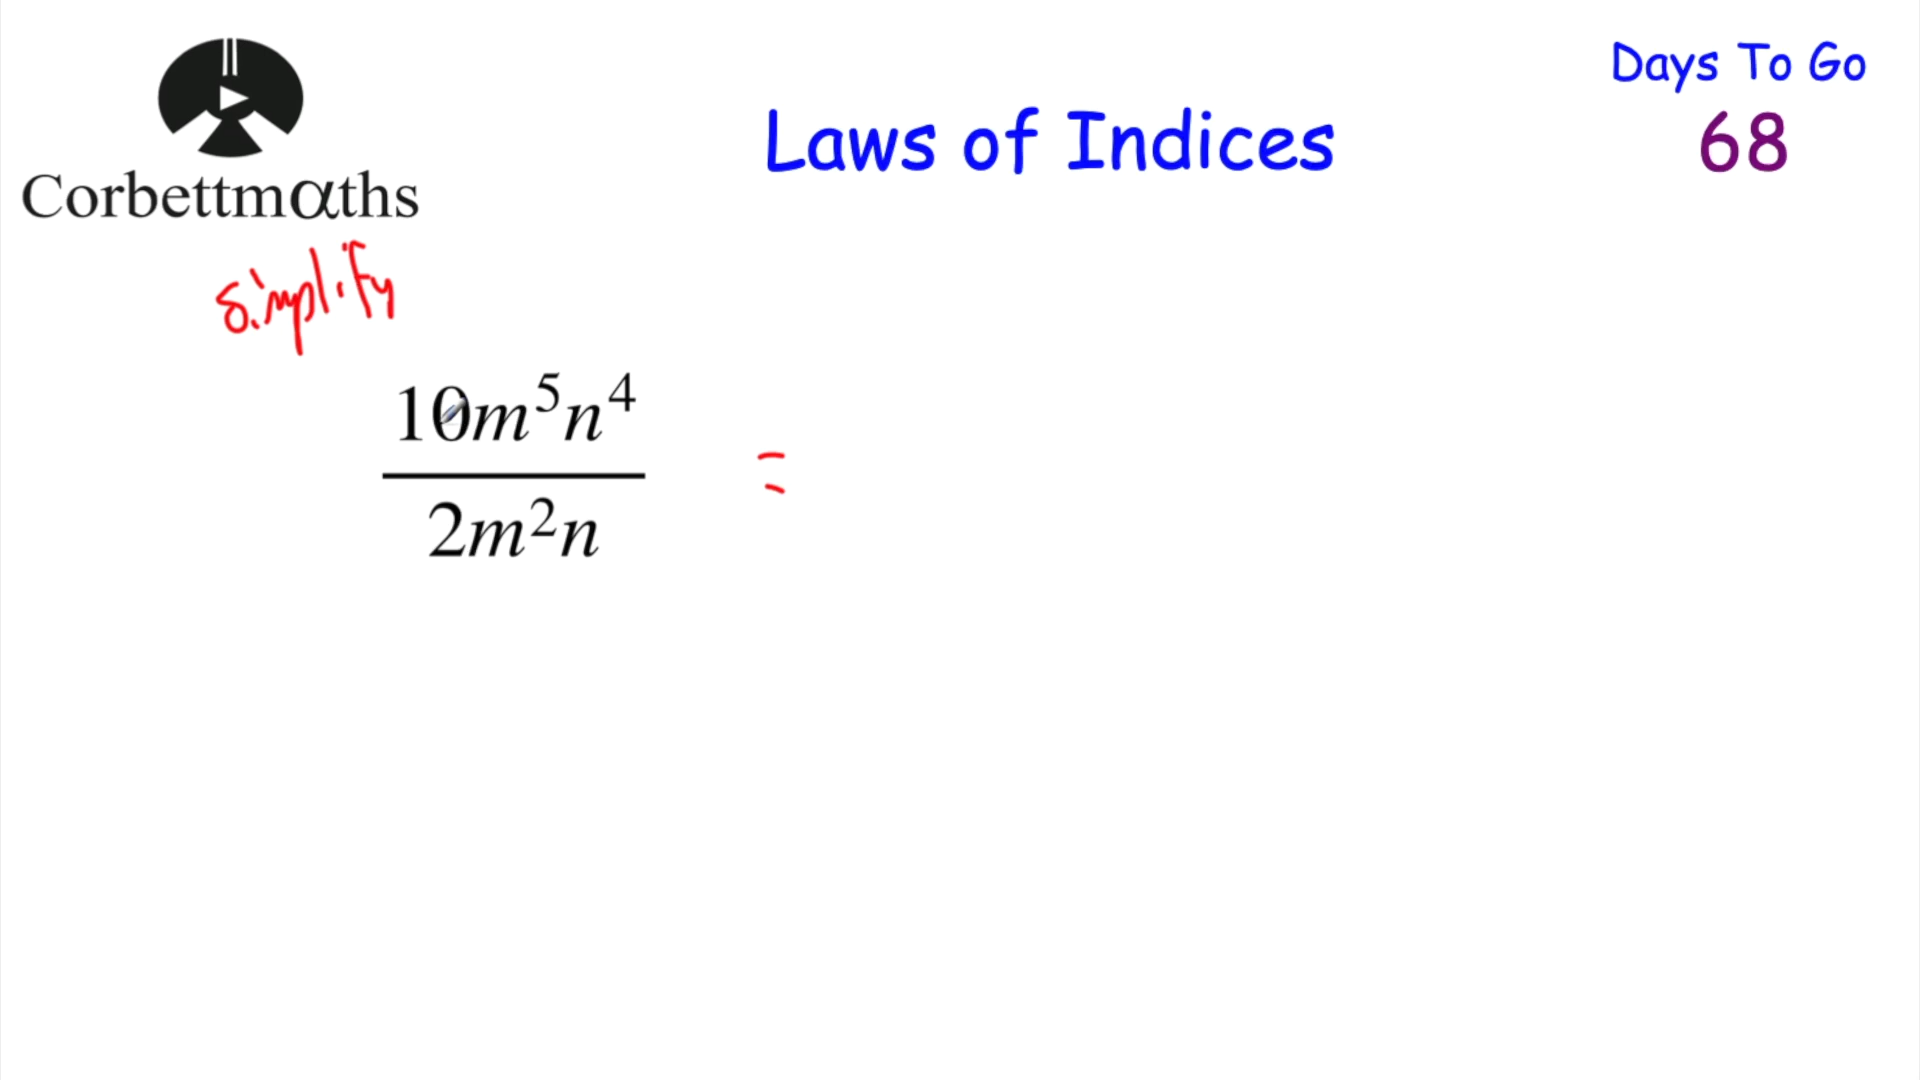 Days To Go
68
Laws of Indices
Corbettmαths
simplify
10m⁵n⁴
2m²n
=